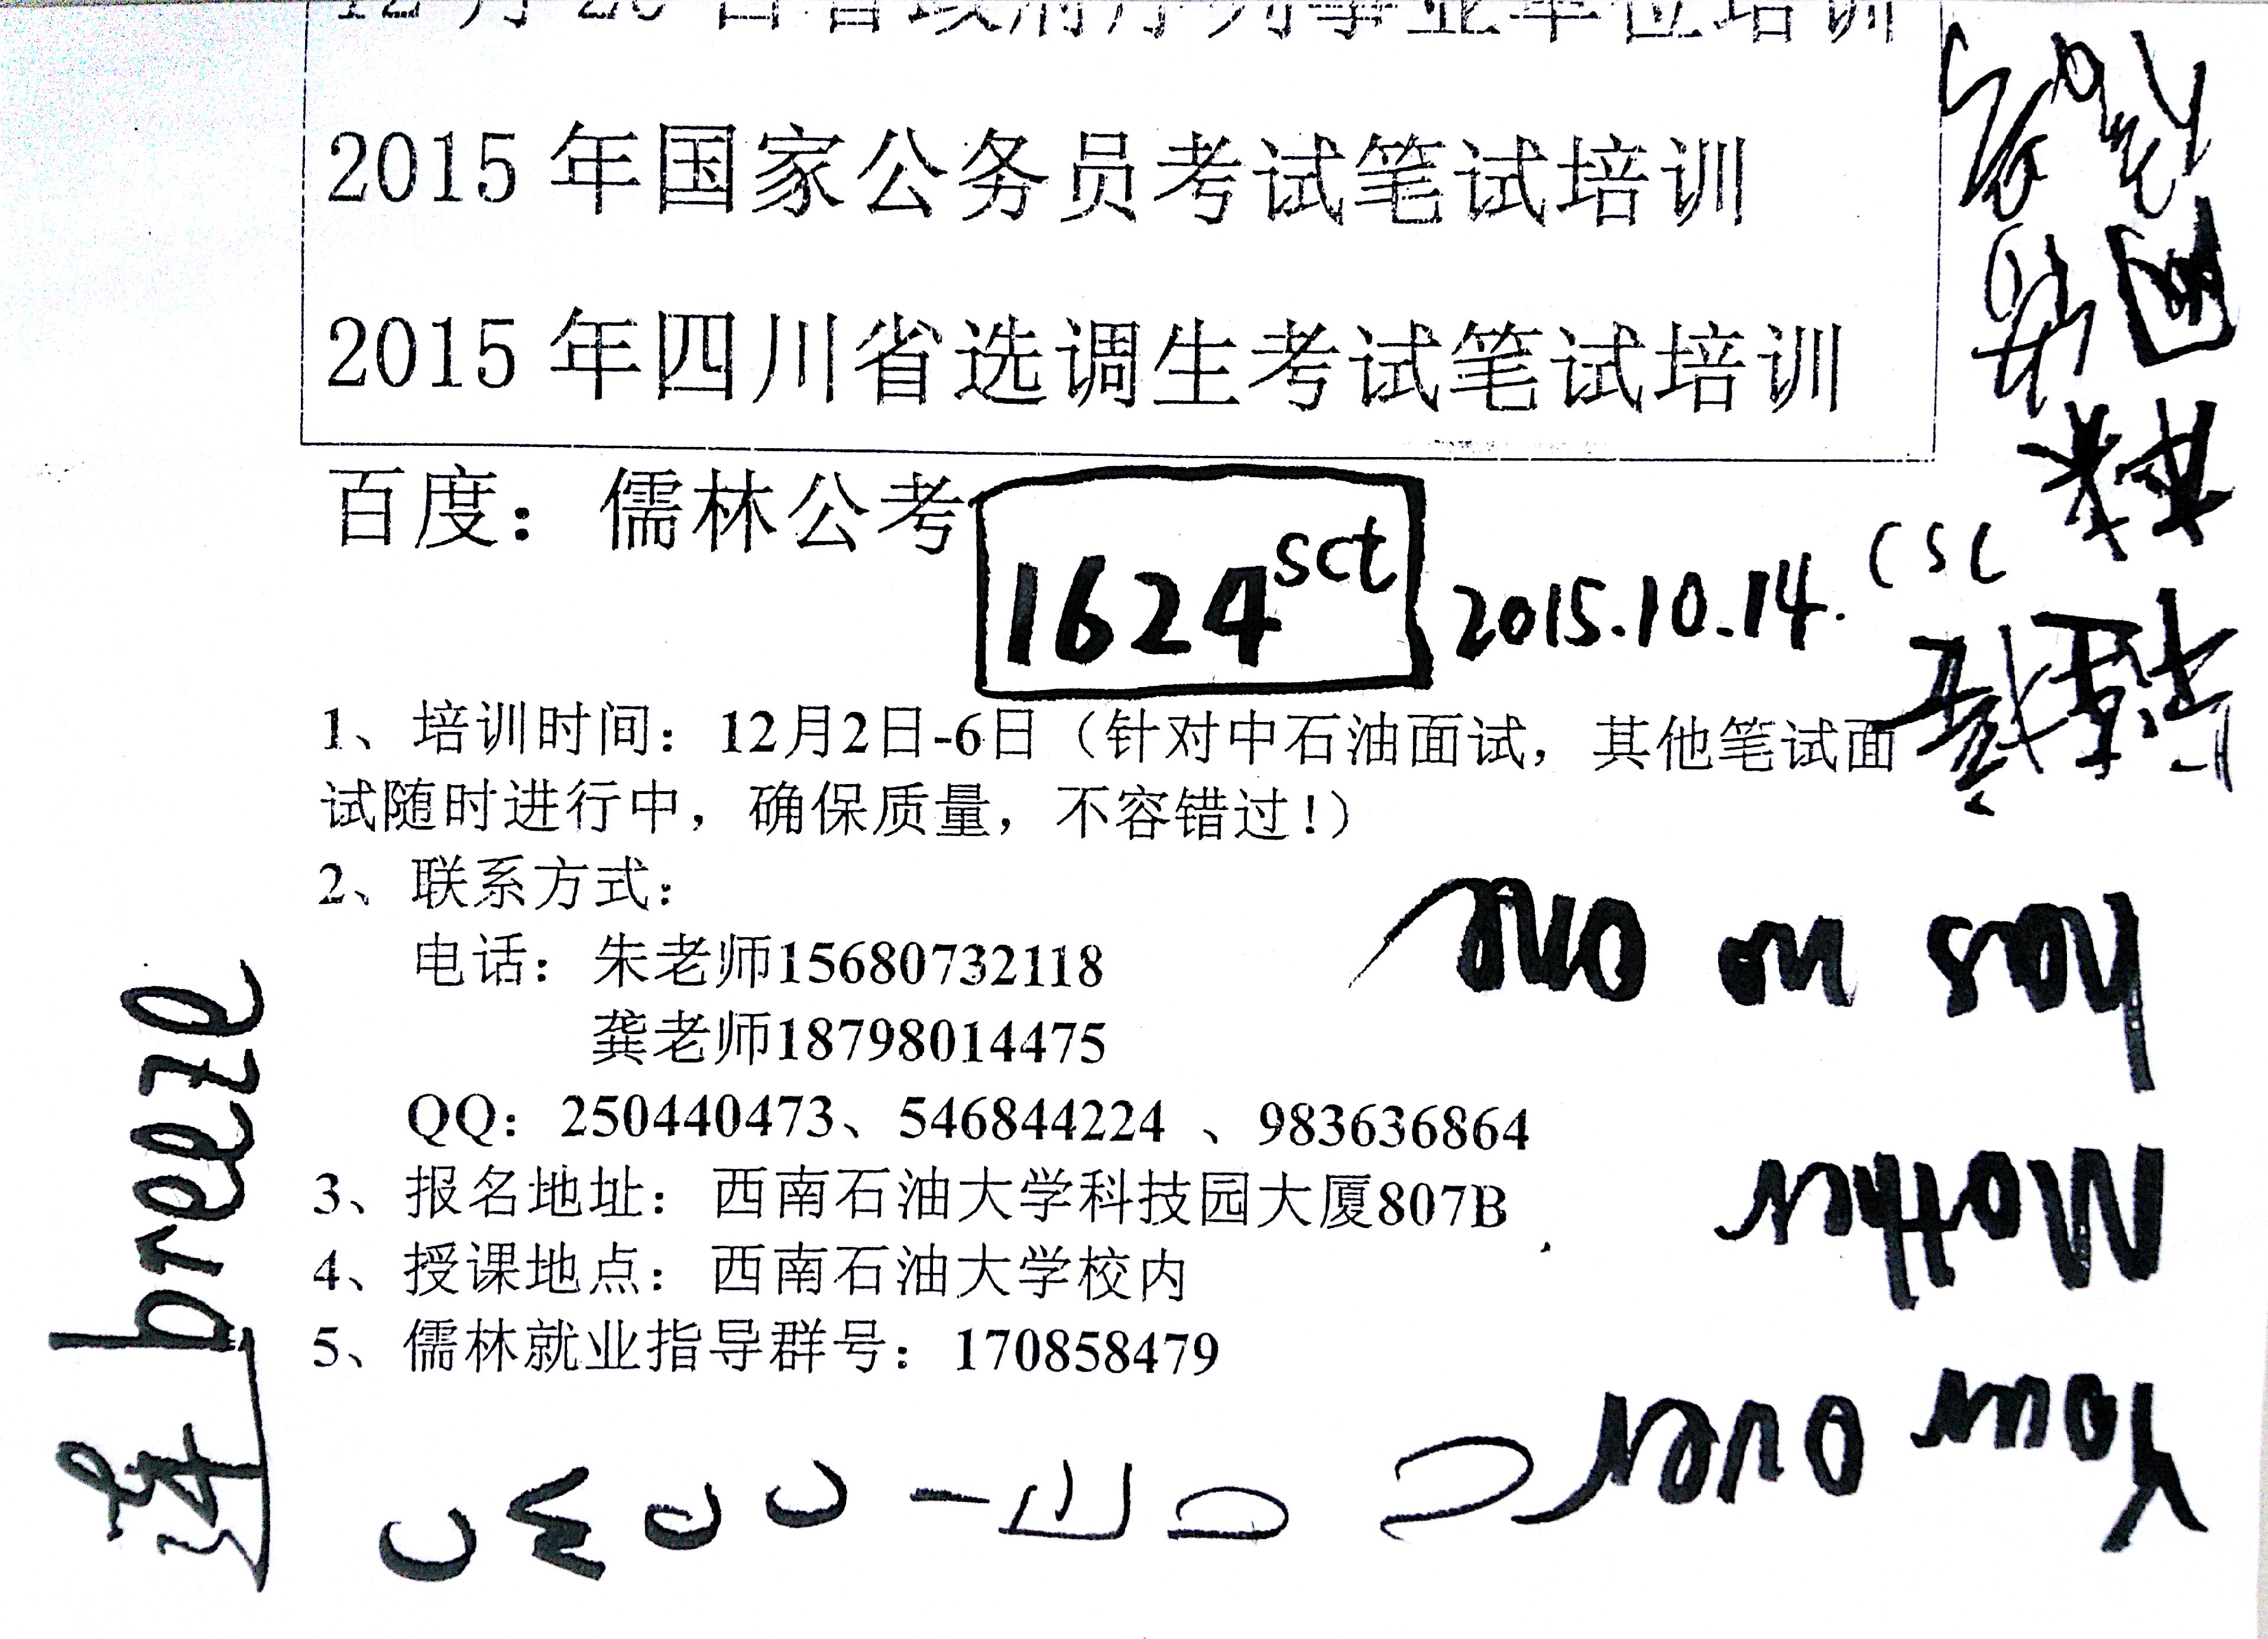 2015年国家公务员考试笔试培训
2015年四川省选调生考试笔试培训
百度：儒林公考
1624sct
2015.10.14.
csc
1、培训时间：12月2日-6日（针对中石油面试，其他笔试面
试随时进行中，确保质量，不容错过！）
2、联系方式：
电话：朱老师15680732118
龚老师18798014475
QQ：250440473、546844224 、983636864
3、报名地址：西南石油大学科技园大厦807B
4、授课地点：西南石油大学校内
5、儒林就业指导群号：170858479
breeze
Your over
Mother
has no one